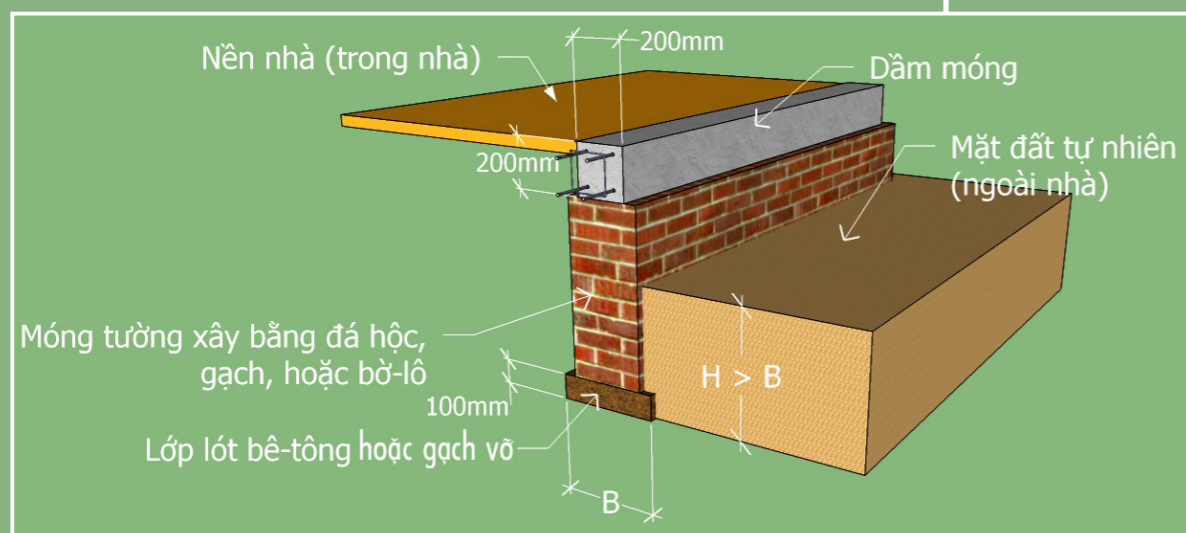 Nền nhà (trong nhà)
200mm
Dầm móng
200mm
Mặt đất tự nhiên
(ngoài nhà)
Móng tường xây bằng đá hộc,
gạch, hoặc bờ-lô
H > B
100mm
Lớp lót bê-tông hoặc gạch vỡ
B